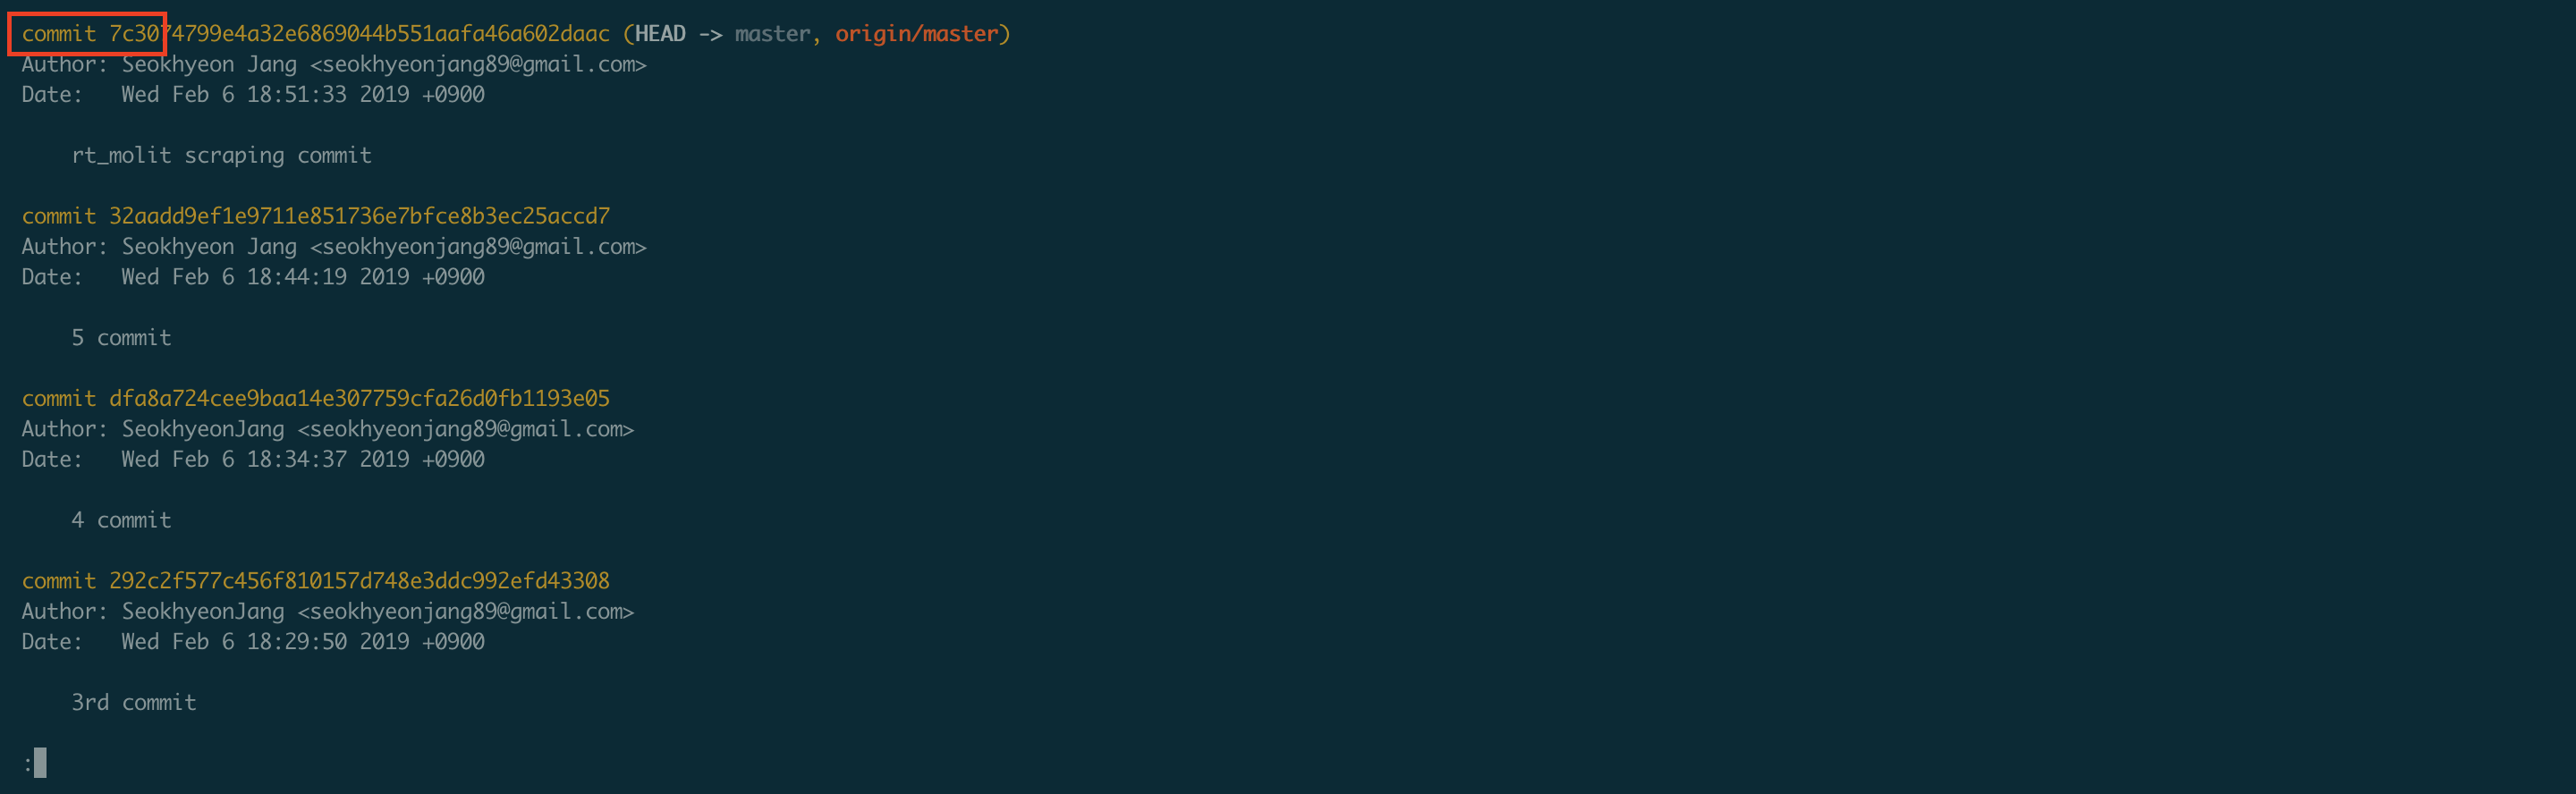 commit 7c3074799e4a32e6869044b551aafa46a602daac (HEAD -> master, origin/master)
Author: Seokhyeon Jang <seokhyeonjang89@gmail.com>
Date:   Wed Feb 6 18:51:33 2019 +0900
    rt_molit scraping commit
commit 32aadd9ef1e9711e851736e7bfce8b3ec25accd7
Author: Seokhyeon Jang <seokhyeonjang89@gmail.com>
Date:   Wed Feb 6 18:44:19 2019 +0900
    5 commit
commit dfa8a724cee9baa14e307759cfa26d0fb1193e05
Author: SeokhyeonJang <seokhyeonjang89@gmail.com>
Date:   Wed Feb 6 18:34:37 2019 +0900
    4 commit
commit 292c2f577c456f810157d748e3ddc992efd43308
Author: SeokhyeonJang <seokhyeonjang89@gmail.com>
Date:   Wed Feb 6 18:29:50 2019 +0900
    3rd commit
: